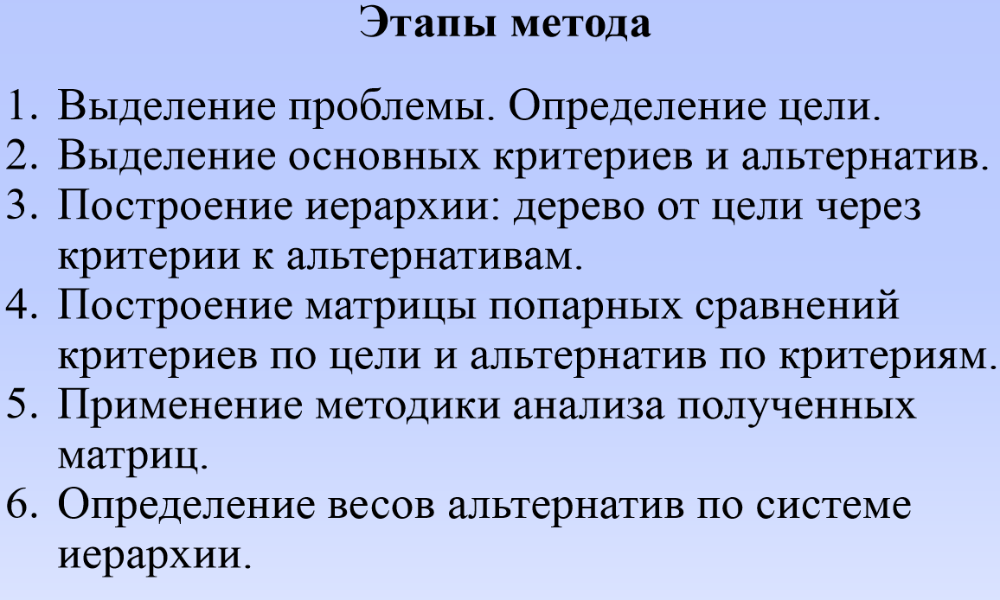 Этапы метода
1. Выделение проблемы. Определение цели.
2. Выделение основных критериев и альтернатив.
3. Построение иерархии: дерево от цели через
критерии к альтернативам.
4. Построение матрицы попарных сравнений
критериев по цели и альтернатив по критериям.
5. Применение методики анализа полученных
матриц.
6. Определение весов альтернатив по системе
иерархии.